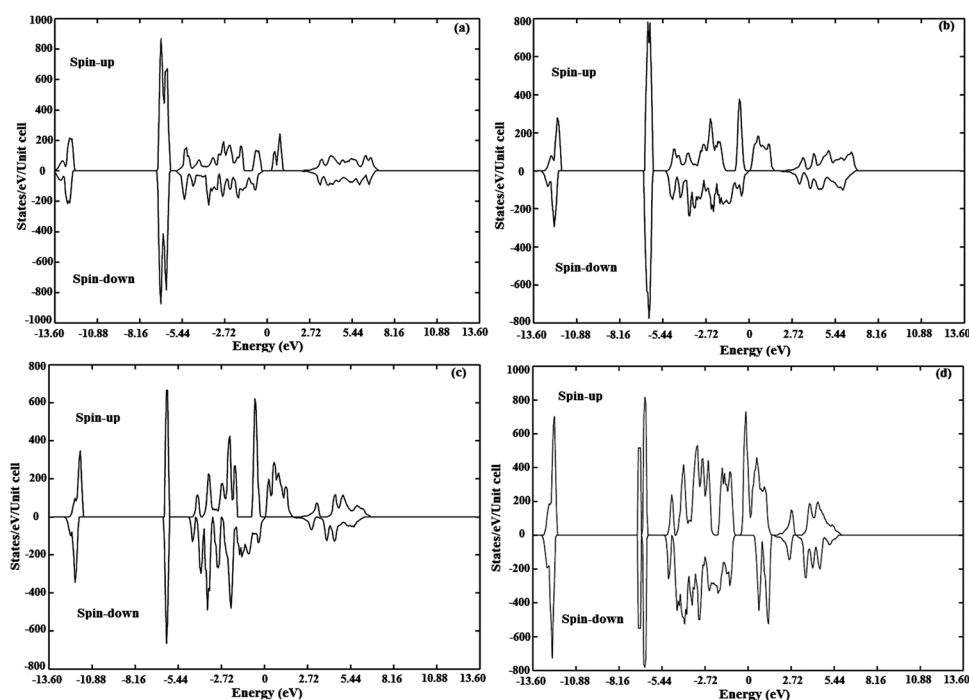 (a)
1000
800
600
400
200
0
-200
-400
-600
-800
-1000
States/eV/Unit cell
Spin-up
Spin-down
-13.60 -10.88 -8.16 -5.44 -2.72 0 2.72 5.44 8.16 10.88 13.60
Energy (eV)
(b)
800
600
400
200
0
-200
-400
-600
-800
States/eV/Unit cell
Spin-up
Spin-down
-13.60 -10.88 -8.16 -5.44 -2.72 0 2.72 5.44 8.16 10.88 13.60
Energy (eV)
(c)
800
600
400
200
0
-200
-400
-600
-800
States/eV/Unit cell
Spin-up
Spin-down
-13.60 -10.88 -8.16 -5.44 -2.72 0 2.72 5.44 8.16 10.88 13.60
Energy (eV)
(d)
1000
800
600
400
200
0
-200
-400
-600
-800
States/eV/Unit cell
Spin-up
Spin-down
-13.60 -10.88 -8.16 -5.44 -2.72 0 2.72 5.44 8.16 10.88 13.60
Energy (eV)